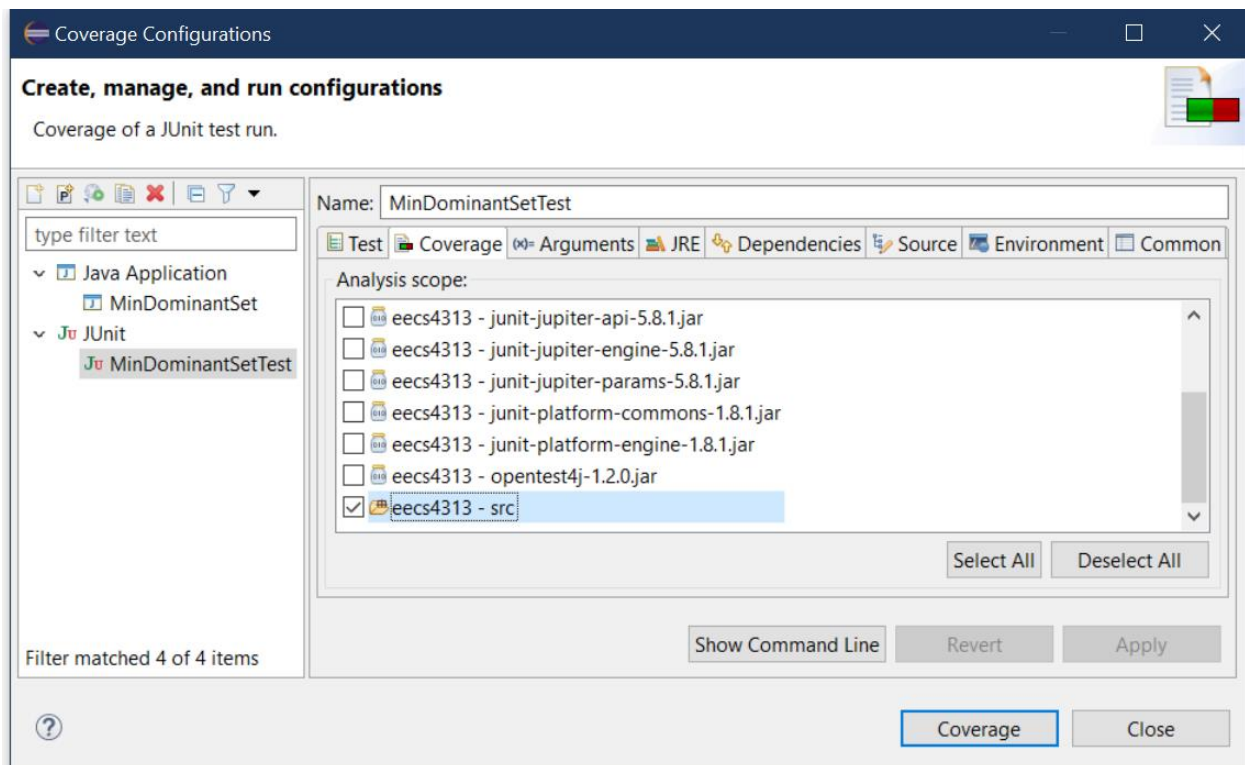 Coverage Configurations
Create, manage, and run configurations
Coverage of a JUnit test run.
type filter text
Java Application
MinDominantSet
JUnit
MinDominantSetTest
Filter matched 4 of 4 items
Name: MinDominantSetTest
Test Coverage Arguments JRE Dependencies Source Environment Common
Analysis scope:
eecs4313 - junit-jupiter-api-5.8.1.jar
eecs4313 - junit-jupiter-engine-5.8.1.jar
eecs4313 - junit-jupiter-params-5.8.1.jar
eecs4313 - junit-platform-commons-1.8.1.jar
eecs4313 - junit-platform-engine-1.8.1.jar
eecs4313 - opentest4j-1.2.0.jar
eecs4313 - src
Select All Deselect All
Show Command Line Revert Apply
Coverage Close